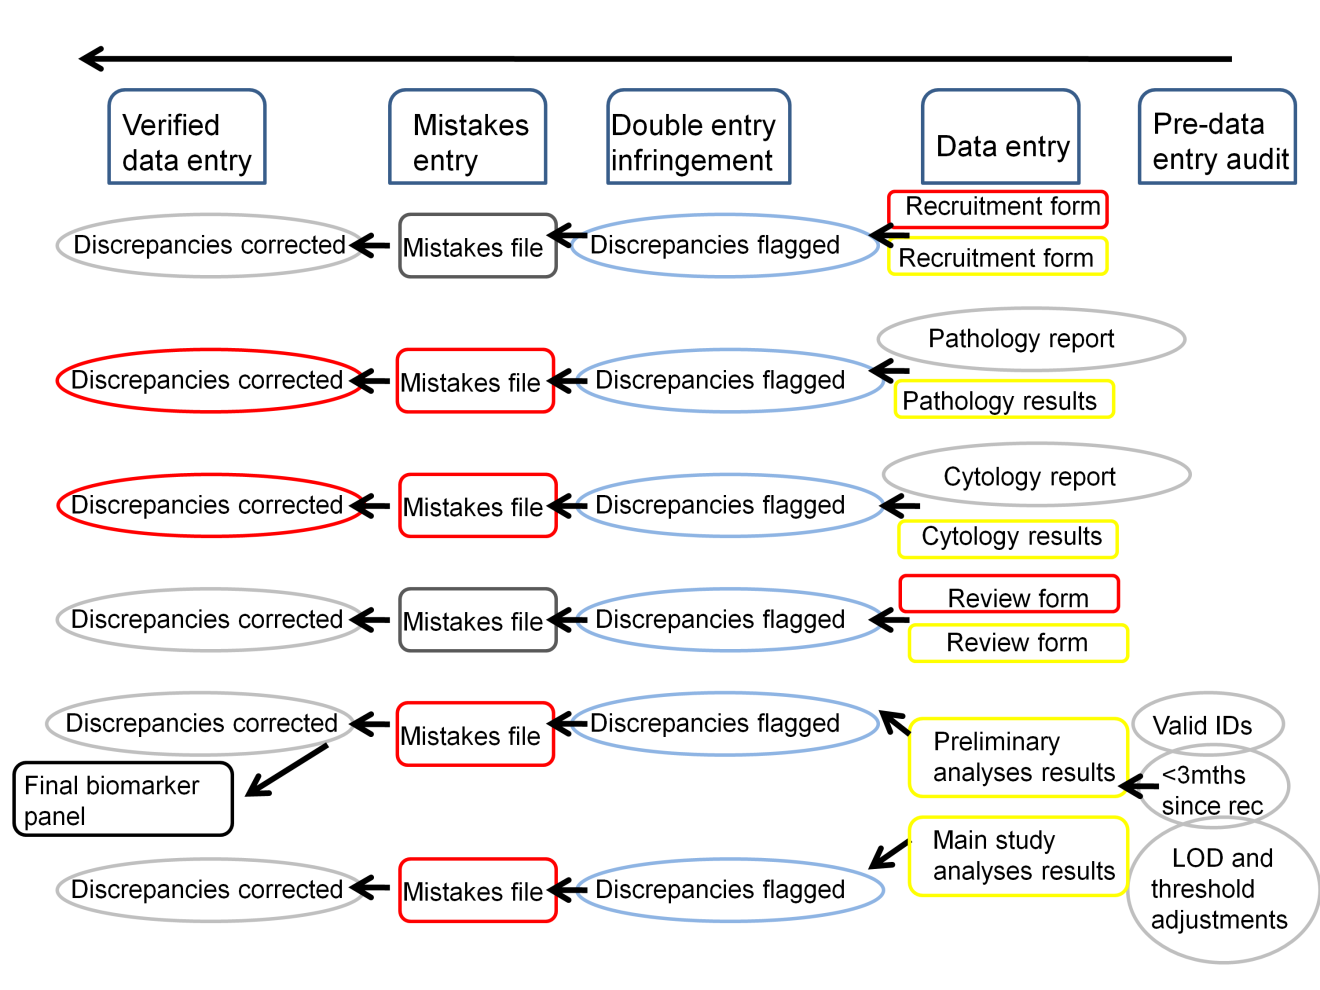 Verified
data entry
Mistakes
entry
Double entry
infringement
Data entry
Pre-data
entry audit
Discrepancies corrected
Mistakes file
Discrepancies flagged
Recruitment form
Recruitment form
Discrepancies corrected
Mistakes file
Discrepancies flagged
Pathology report
Pathology results
Discrepancies corrected
Mistakes file
Discrepancies flagged
Cytology report
Cytology results
Discrepancies corrected
Mistakes file
Discrepancies flagged
Review form
Review form
Discrepancies corrected
Mistakes file
Discrepancies flagged
Preliminary
analyses results
Valid IDs
<3mths
since rec
Final biomarker
panel
Discrepancies corrected
Mistakes file
Discrepancies flagged
Main study
analyses results
LOD and
threshold
adjustments